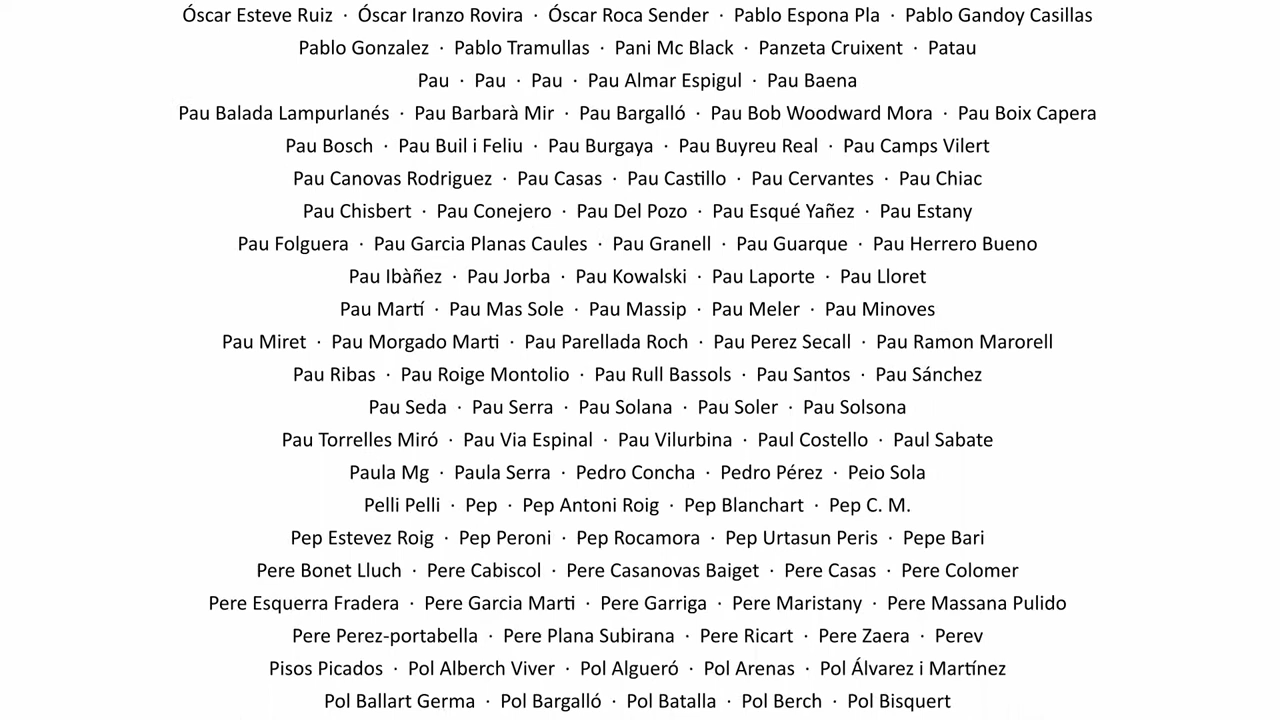 Óscar Esteve Ruiz · Óscar Iranzo Rovira · Óscar Roca Sender · Pablo Espona Pla · Pablo Gandoy Casillas
Pablo Gonzalez · Pablo Tramullas · Pani Mc Black · Panzeta Cruixent · Patau
Pau · Pau · Pau · Pau Almar Espigul · Pau Baena
Pau Balada Lampurlanés · Pau Barbarà Mir · Pau Bargalló · Pau Bob Woodward Mora · Pau Boix Capera
Pau Bosch · Pau Buil i Feliu · Pau Burgaya · Pau Buyreu Real · Pau Camps Vilert
Pau Canovas Rodriguez · Pau Casas · Pau Castillo · Pau Cervantes · Pau Chiac
Pau Chisbert · Pau Conejero · Pau Del Pozo · Pau Esqué Yañez · Pau Estany
Pau Folguera · Pau Garcia Planas Caules · Pau Granell · Pau Guarque · Pau Herrero Bueno
Pau Ibàñez · Pau Jorba · Pau Kowalski · Pau Laporte · Pau Lloret
Pau Martí · Pau Mas Sole · Pau Massip · Pau Meler · Pau Minoves
Pau Miret · Pau Morgado Marti · Pau Parellada Roch · Pau Perez Secall · Pau Ramon Marorell
Pau Ribas · Pau Roige Montolio · Pau Rull Bassols · Pau Santos · Pau Sánchez
Pau Seda · Pau Serra · Pau Solana · Pau Soler · Pau Solsona
Pau Torrelles Miró · Pau Via Espinal · Pau Vilurbina · Paul Costello · Paul Sabate
Paula Mg · Paula Serra · Pedro Concha · Pedro Pérez · Peio Sola
Pelli Pelli · Pep · Pep Antoni Roig · Pep Blanchart · Pep C. M.
Pep Estevez Roig · Pep Peroni · Pep Rocamora · Pep Urtasun Peris · Pepe Bari
Pere Bonet Lluch · Pere Cabiscol · Pere Casanovas Baiget · Pere Casas · Pere Colomer
Pere Esquerra Fradera · Pere Garcia Marti · Pere Garriga · Pere Maristany · Pere Massana Pulido
Pere Perez-portabella · Pere Plana Subirana · Pere Ricart · Pere Zaera · Perev
Pisos Picados · Pol Alberch Viver · Pol Algueró · Pol Arenas · Pol Álvarez i Martínez
Pol Ballart Germa · Pol Bargalló · Pol Batalla · Pol Berch · Pol Bisquert